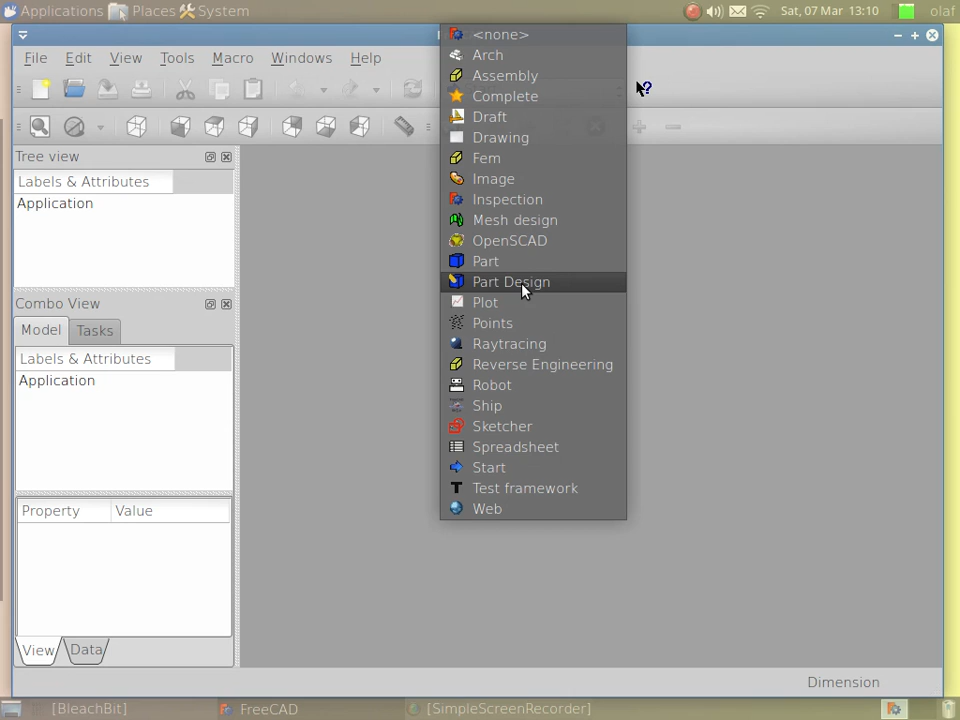 Applications Places System Sat, 07 Mar 13:10 olaf
File Edit View Tools Macro Windows Help
Tree view
Labels & Attributes
Application
Combo View
Model Tasks
Labels & Attributes
Application
Property Value
View Data
<none>
Arch
Assembly
Complete
Draft
Drawing
Fem
Image
Inspection
Mesh design
OpenSCAD
Part
Part Design
Plot
Points
Raytracing
Reverse Engineering
Robot
Ship
Sketcher
Spreadsheet
Start
Test framework
Web
Dimension
[BleachBit] FreeCAD [SimpleScreenRecorder]